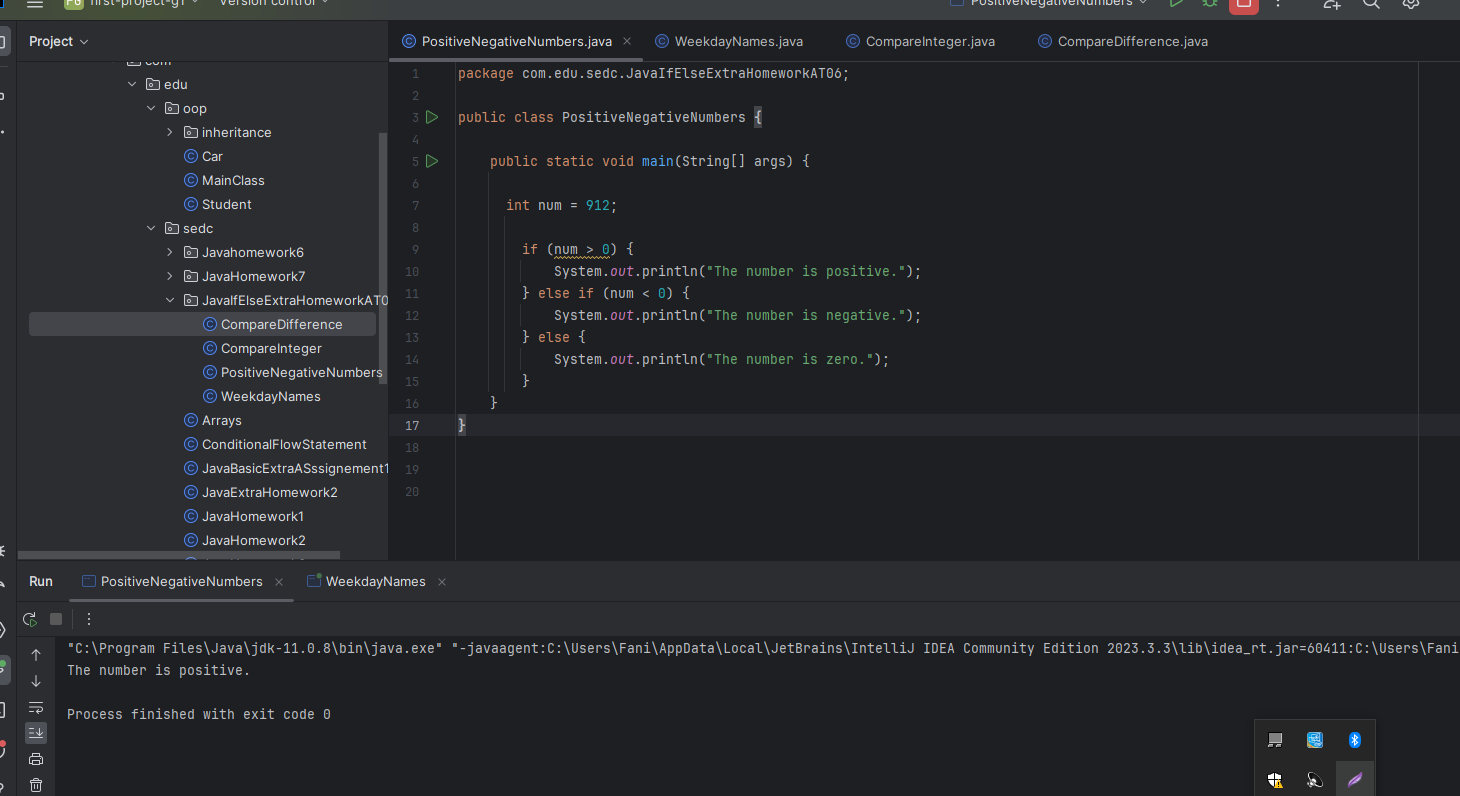 first-project-g1
Version control
PositiveNegativeNumbers
Project
PositiveNegativeNumbers.java
WeekdayNames.java
CompareInteger.java
CompareDifference.java
com
edu
oop
inheritance
Car
MainClass
Student
sedc
Javahomework6
JavaHomework7
JavaIfElseExtraHomeworkAT0
CompareDifference
CompareInteger
PositiveNegativeNumbers
WeekdayNames
Arrays
ConditionalFlowStatement
JavaBasicExtraASssignement1
JavaExtraHomework2
JavaHomework1
JavaHomework2
1 package com.edu.sedc.JavaIfElseExtraHomeworkAT06;
2
3 public class PositiveNegativeNumbers {
4
5 public static void main(String[] args) {
6
7 int num = 912;
8
9 if (num > 0) {
10 System.out.println("The number is positive.");
11 } else if (num < 0) {
12 System.out.println("The number is negative.");
13 } else {
14 System.out.println("The number is zero.");
15 }
16 }
17 }
18
19
20
Run
PositiveNegativeNumbers
WeekdayNames
"C:\Program Files\Java\jdk-11.0.8\bin\java.exe" "-javaagent:C:\Users\Fani\AppData\Local\JetBrains\IntelliJ IDEA Community Edition 2023.3.3\lib\idea_rt.jar=60411:C:\Users\Fani
The number is positive.
Process finished with exit code 0